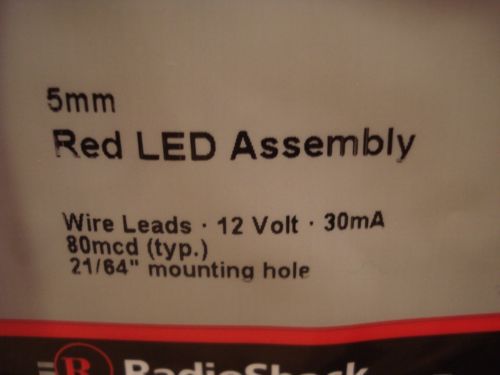 5mm
Red LED Assembly
Wire Leads · 12 Volt · 30mA
80mcd (typ.)
21/64" mounting hole
R RadioShack